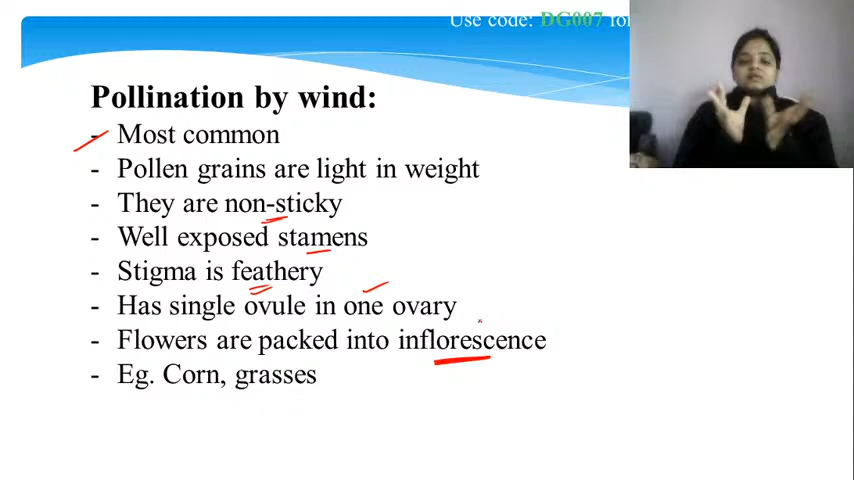 Use code: DG007 for
Pollination by wind:
- Most common
- Pollen grains are light in weight
- They are non-sticky
- Well exposed stamens
- Stigma is feathery
- Has single ovule in one ovary
- Flowers are packed into inflorescence
- Eg. Corn, grasses